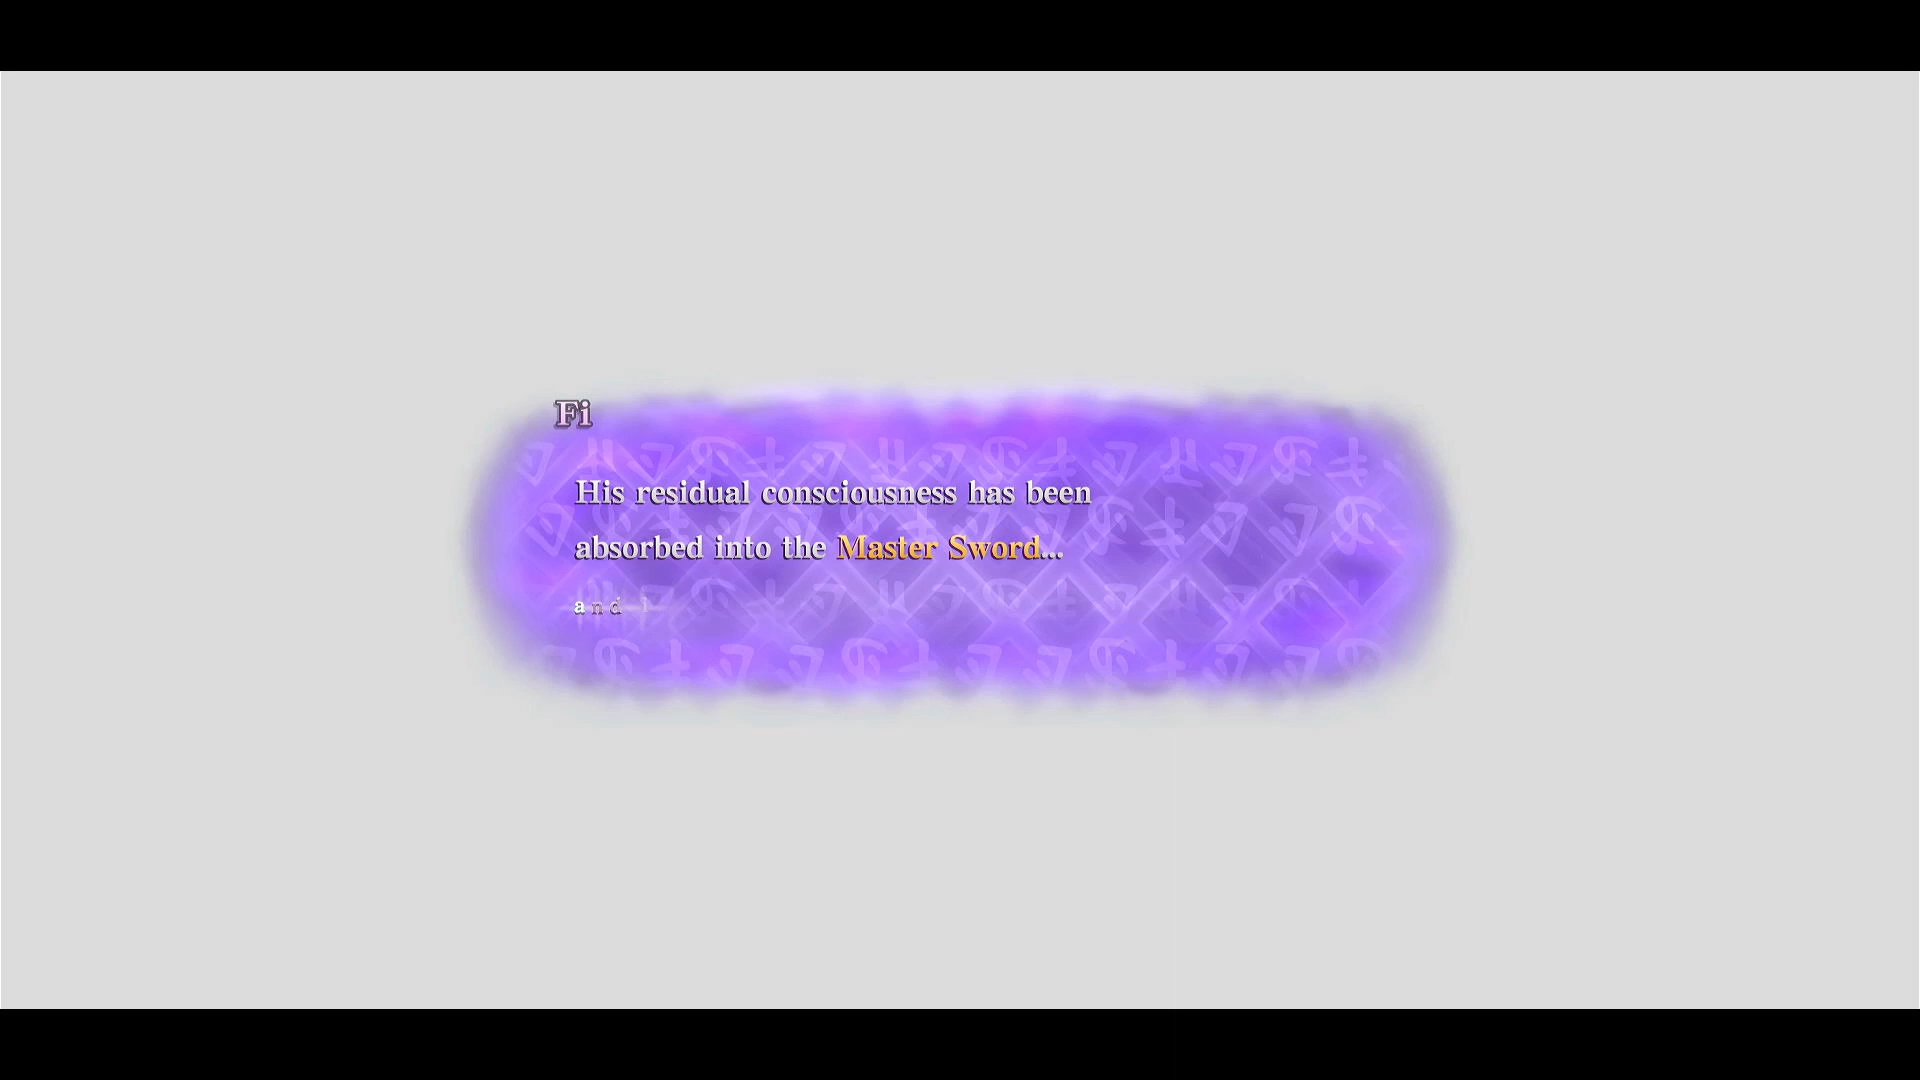 Fi
His residual consciousness has been
absorbed into the Master Sword...
and